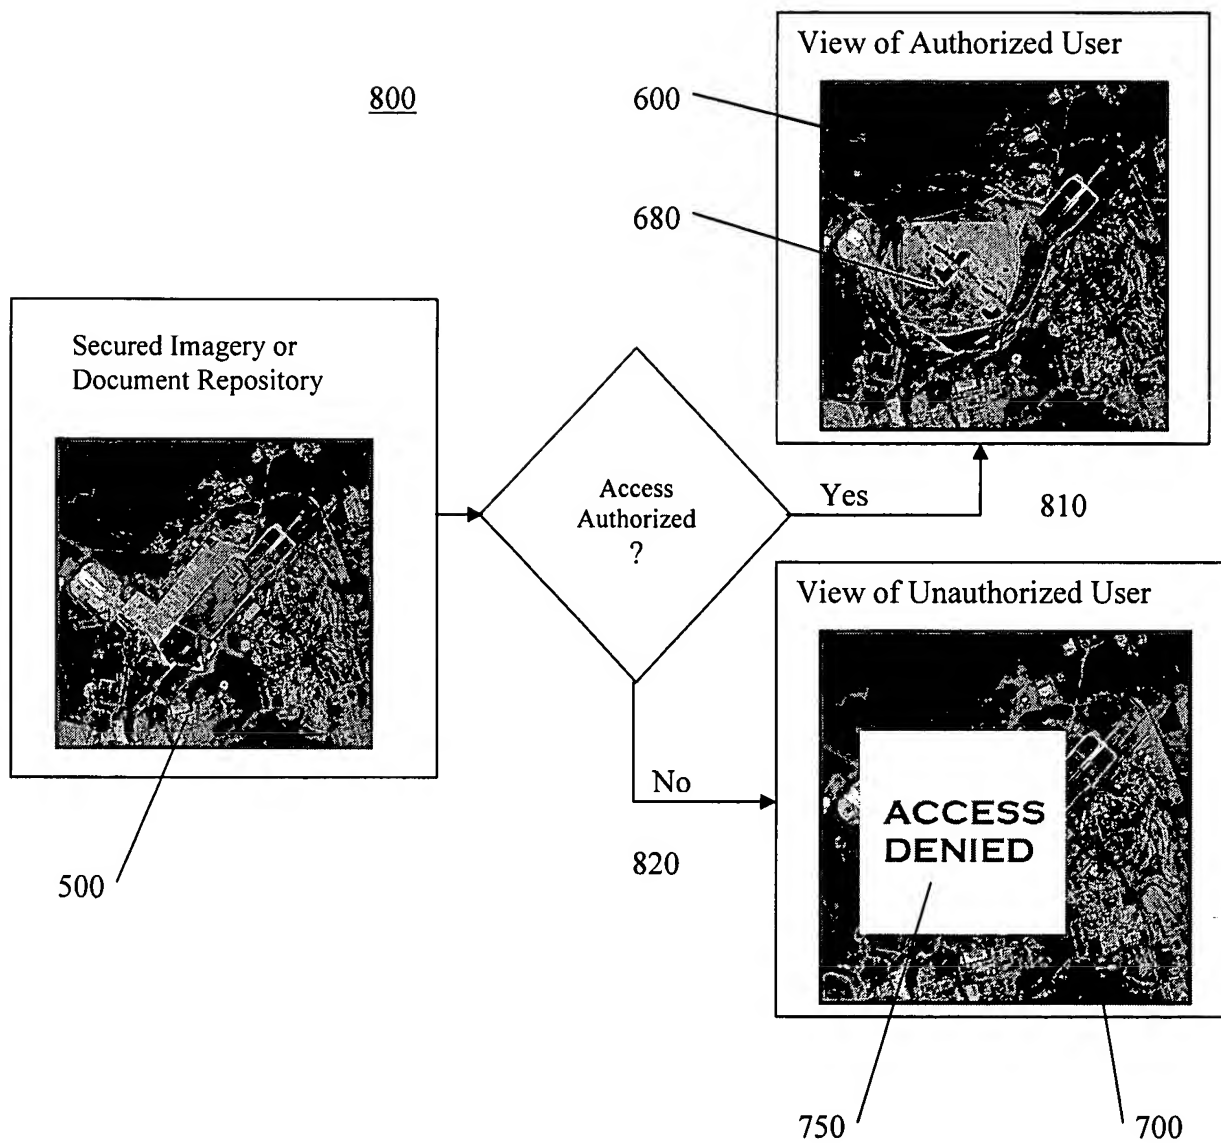 800
View of Authorized User
600
680
Secured Imagery or
Document Repository
500
Access
Authorized
?
Yes
810
No
820
View of Unauthorized User
ACCESS
DENIED
750
700